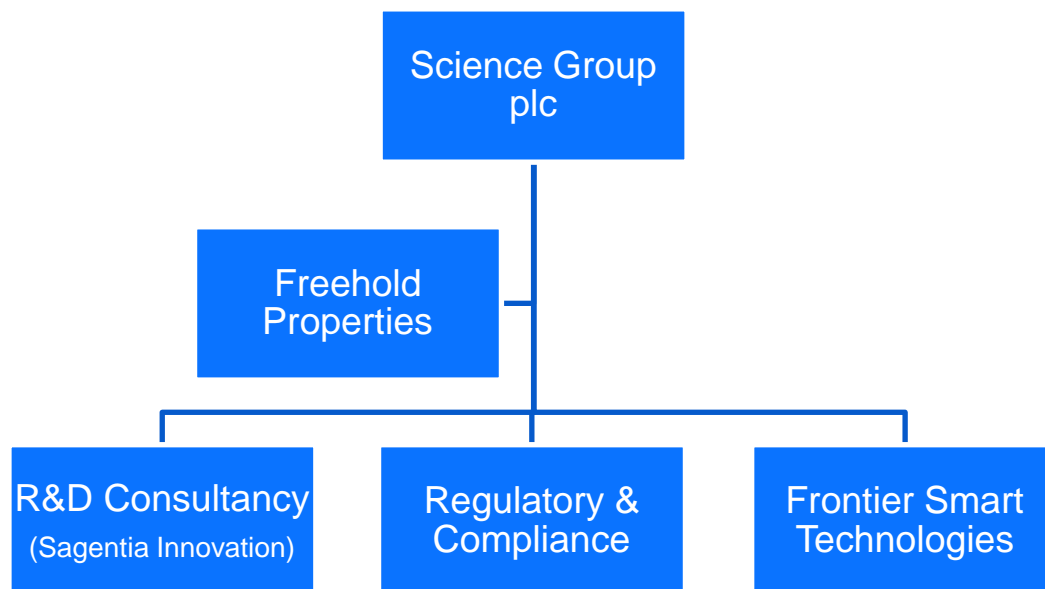 Science Group
plc
Freehold
Properties
R&D Consultancy
(Sagentia Innovation)
Regulatory &
Compliance
Frontier Smart
Technologies